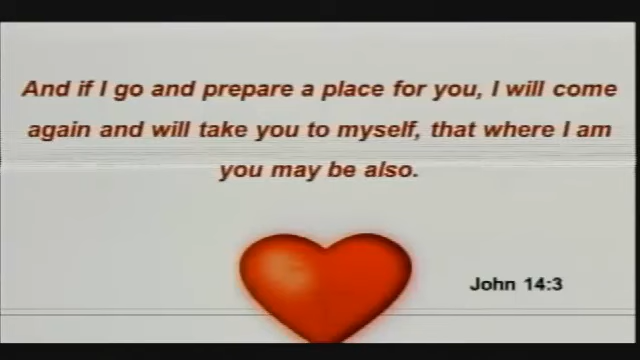 And if I go and prepare a place for you, I will come
again and will take you to myself, that where I am
you may be also.
John 14:3